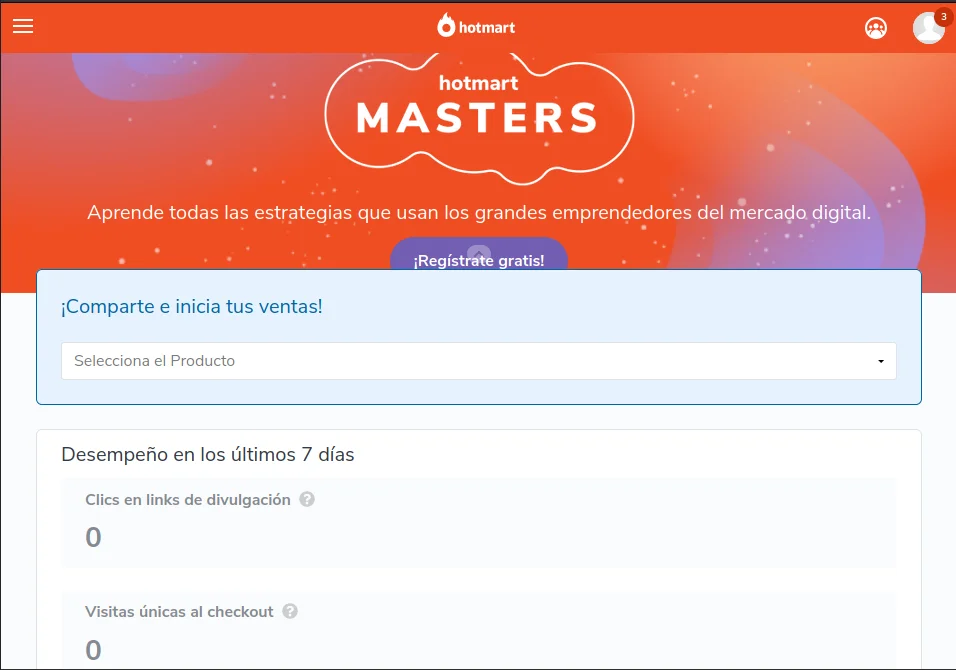 hotmart
3
hotmart
MASTERS
Aprende todas las estrategias que usan los grandes emprendedores del mercado digital.
¡Regístrate gratis!
¡Comparte e inicia tus ventas!
Selecciona el Producto
Desempeño en los últimos 7 días
Clics en links de divulgación ?
0
Visitas únicas al checkout ?
0